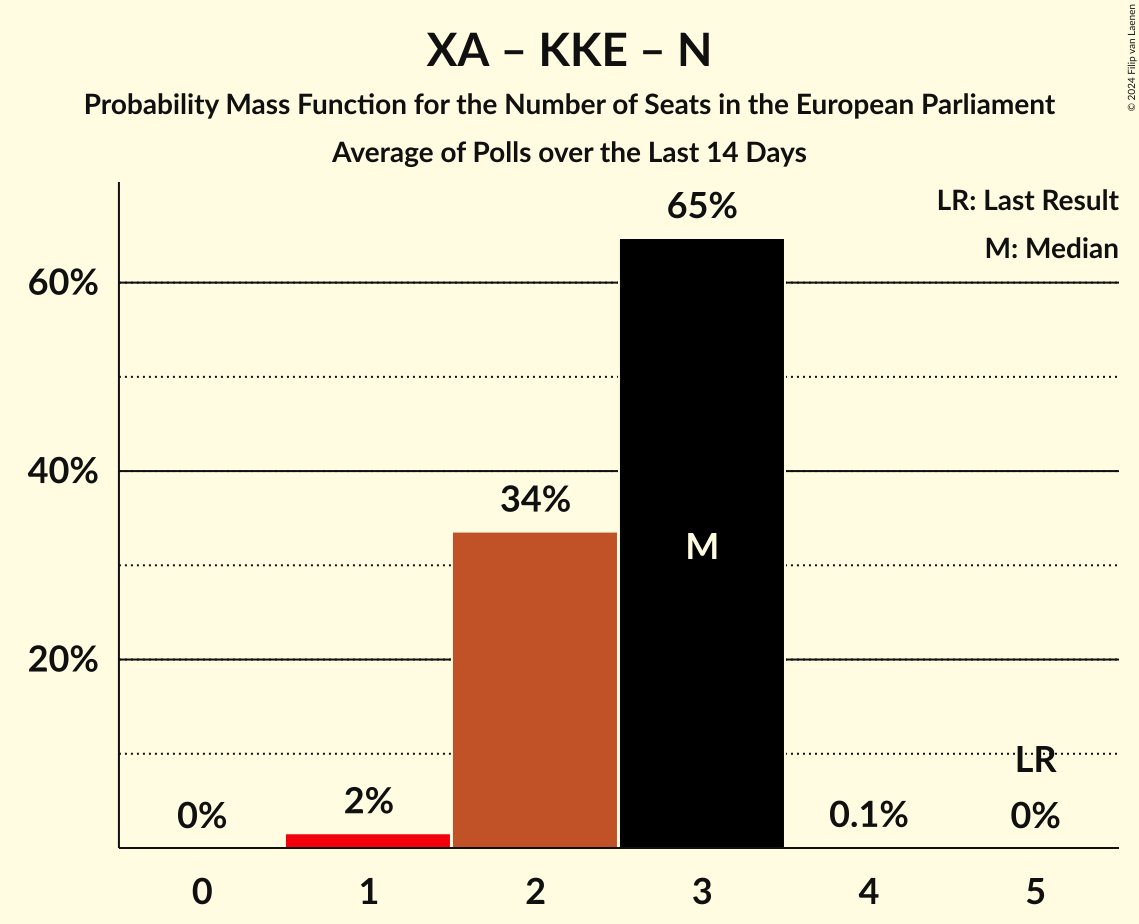 XA – KKE – N
Probability Mass Function for the Number of Seats in the European Parliament
Average of Polls over the Last 14 Days
© 2024 Filip van Laenen
LR: Last Result
M: Median
65%
60%
40%
34%
M
20%
LR
0%
2%
0.1%
0%
0 1 2 3 4 5